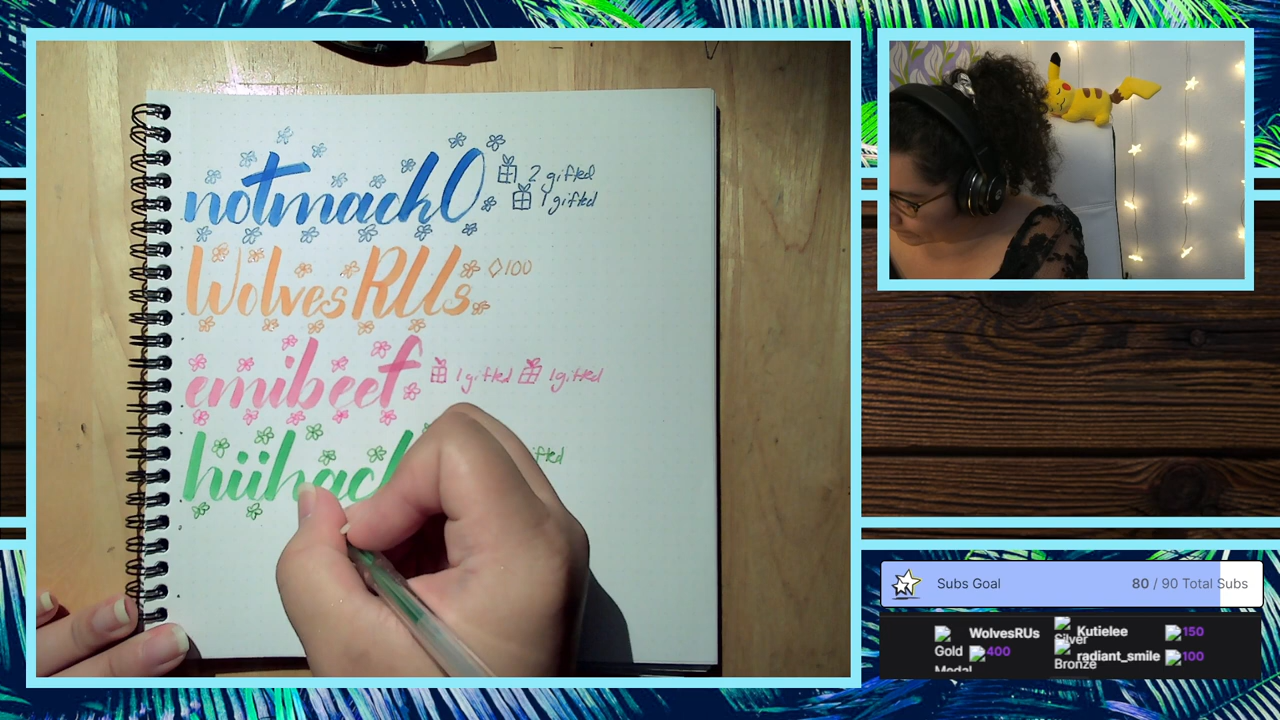 notmackO
2 gifted
1 gifted
WolvesRUs
100
emibeef
1 gifted 1 gifted
Subs Goal
80 / 90 Total Subs
WolvesRUs
Gold
400
Kutielee
Silver
150
radiant_smile
Bronze
100